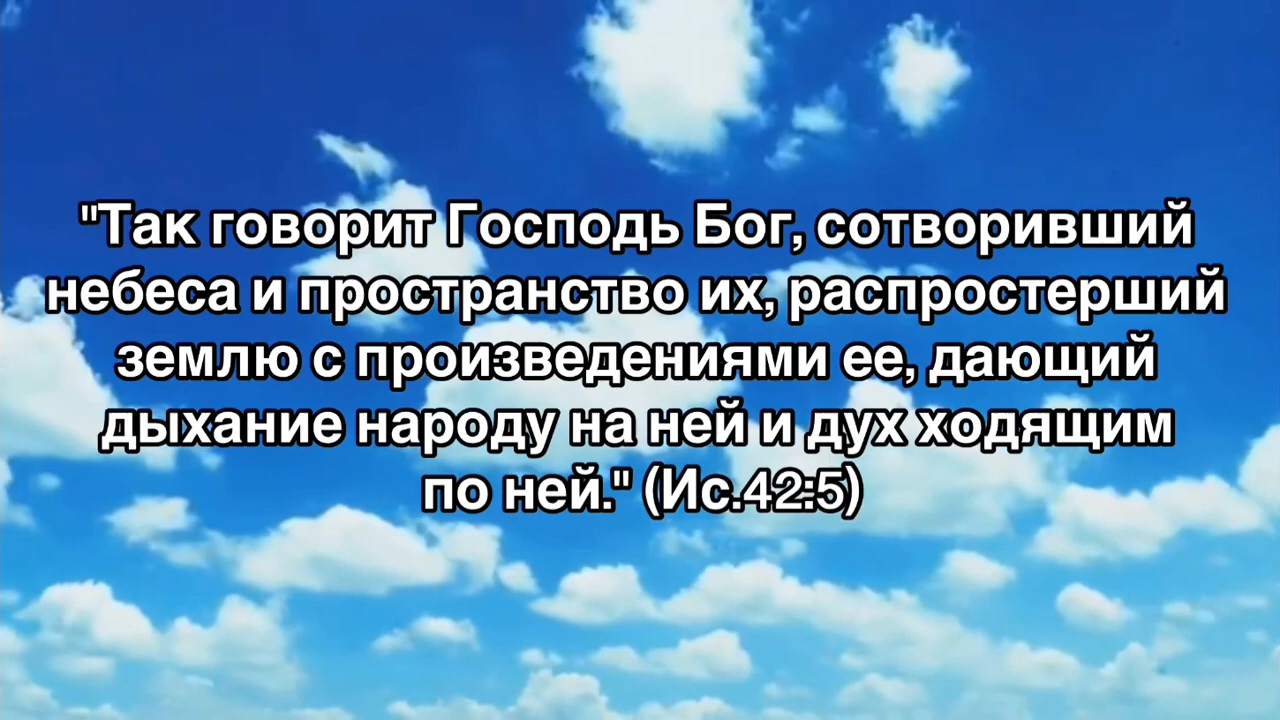 "Так говорит Господь Бог, сотворивший
небеса и пространство их, распростерший
землю с произведениями ее, дающий
дыхание народу на ней и дух ходящим
по ней." (Ис.42:5)